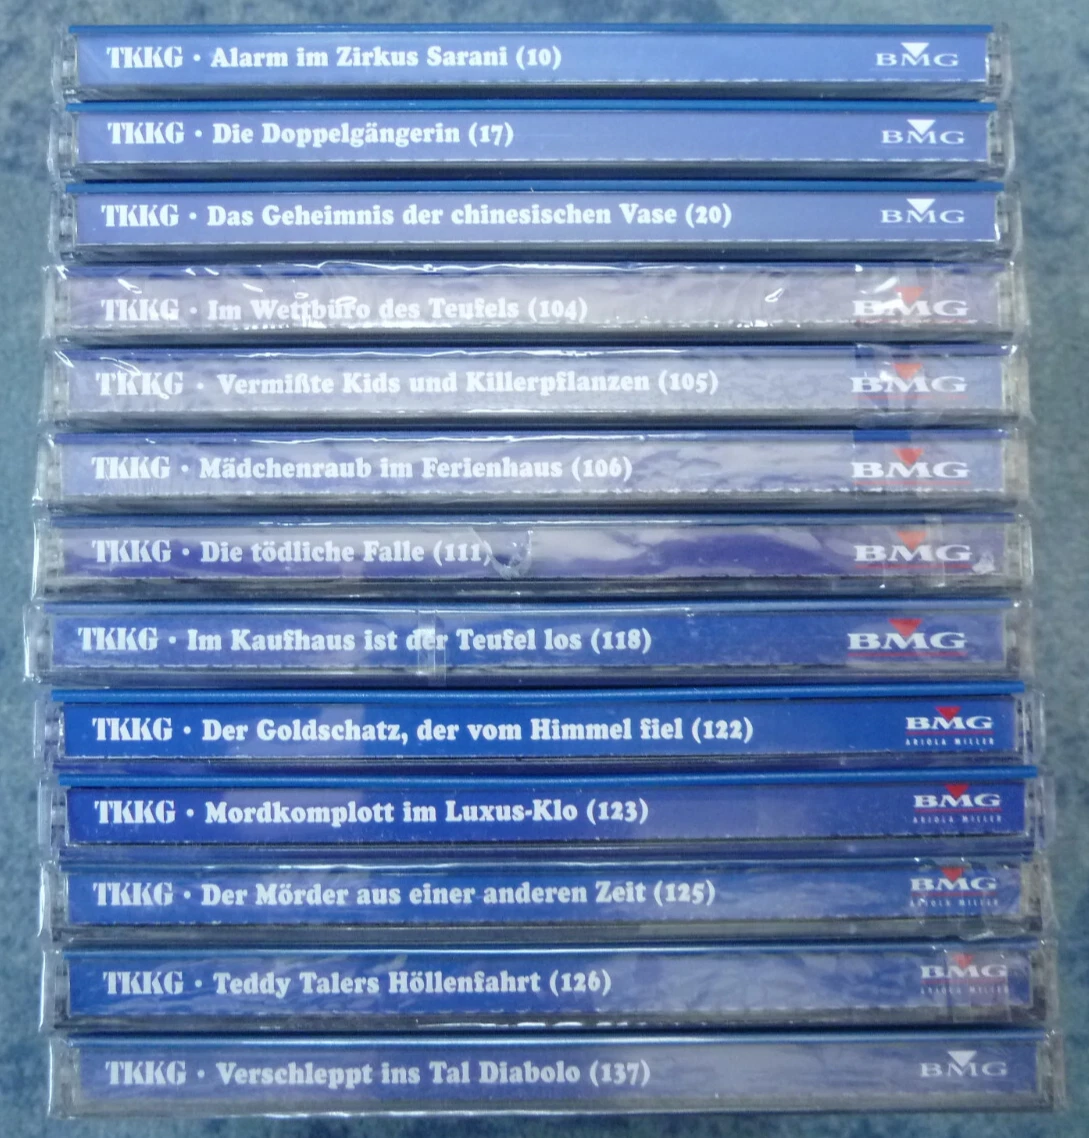 TKKG · Alarm im Zirkus Sarani (10) BMG
TKKG · Die Doppelgängerin (17) BMG
TKKG · Das Geheimnis der chinesischen Vase (20) BMG
TKKG · Im Wettbüro des Teufels (104) BMG
TKKG · Vermißte Kids und Killerpflanzen (105) BMG
TKKG · Mädchenraub im Ferienhaus (106) BMG
TKKG · Die tödliche Falle (111) BMG
TKKG · Im Kaufhaus ist der Teufel los (118) BMG
TKKG · Der Goldschatz, der vom Himmel fiel (122) BMG
ARIOLA MILLER
TKKG · Mordkomplott im Luxus-Klo (123) BMG
ARIOLA MILLER
TKKG · Der Mörder aus einer anderen Zeit (125) BMG
ARIOLA MILLER
TKKG · Teddy Talers Höllenfahrt (126) BMG
ARIOLA MILLER
TKKG · Verschleppt ins Tal Diabolo (137) BMG